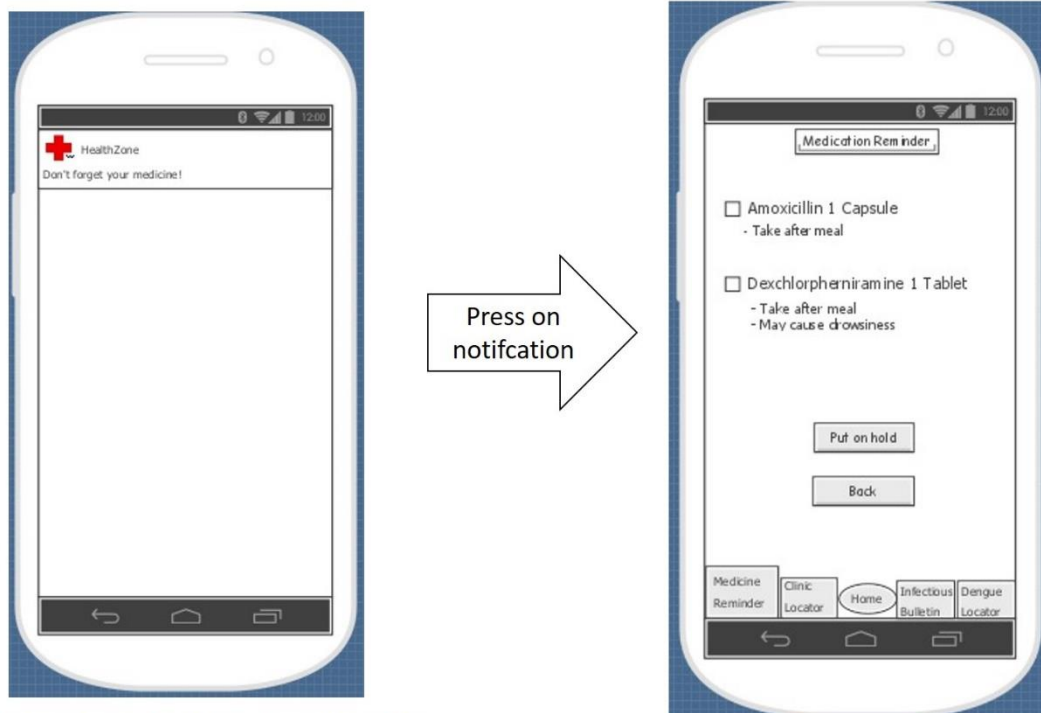 12:00
HealthZone
Don't forget your medicine!
Press on
notifcation
12:00
Medication Reminder
Amoxicillin 1 Capsule
- Take after meal
Dexchlorpherniramine 1 Tablet
- Take after meal
- May cause drowsiness
Put on hold
Back
Medicine
Reminder
Clinic
Locator
Home
Infectious
Bulletin
Dengue
Locator